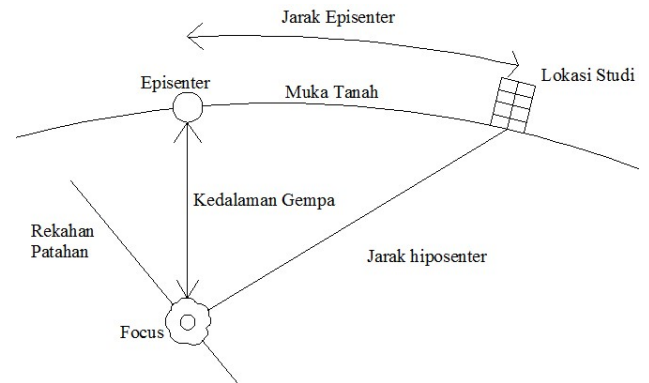 Jarak Episenter
Lokasi Studi
Episenter
Muka Tanah
Kedalaman Gempa
Rekahan
Patahan
Jarak hiposenter
Focus